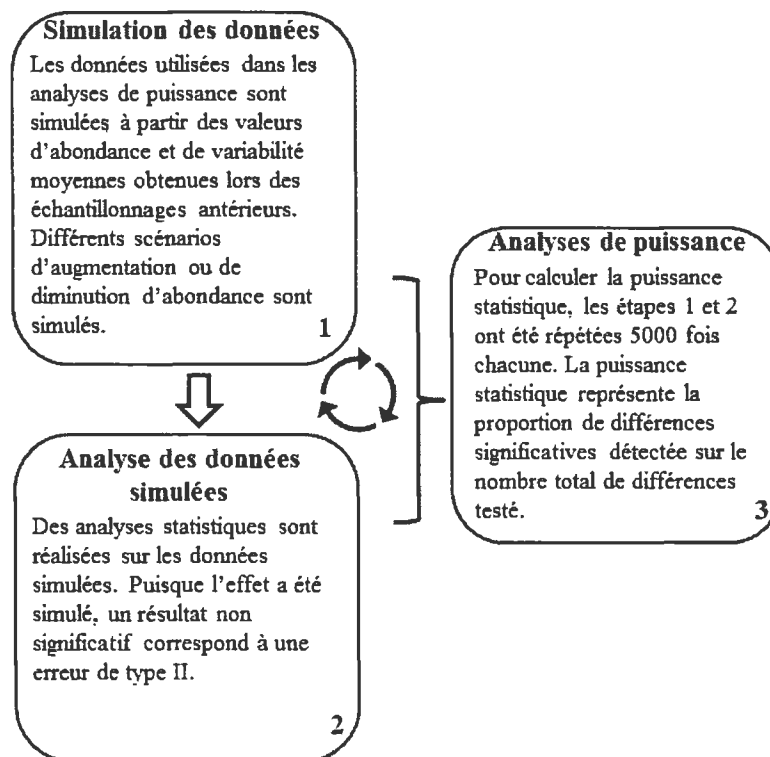 Simulation des données
Les données utilisées dans les
analyses de puissance sont
simulées à partir des valeurs
d'abondance et de variabilité
moyennes obtenues lors des
échantillonnages antérieurs.
Différents scénarios
d'augmentation ou de
diminution d'abondance sont
simulés.
1
Analyse des données
simulées
Des analyses statistiques sont
réalisées sur les données
simulées. Puisque l'effet a été
simulé, un résultat non
significatif correspond à une
erreur de type II.
2
Analyses de puissance
Pour calculer la puissance
statistique, les étapes 1 et 2
ont été répétées 5000 fois
chacune. La puissance
statistique représente la
proportion de différences
significatives détectée sur le
nombre total de différences
testé.
3